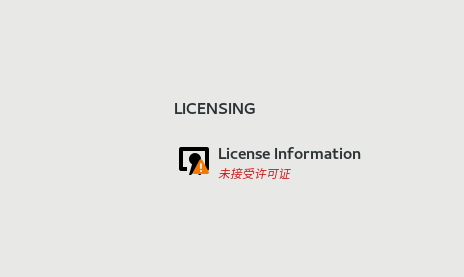 LICENSING
License Information
未接受许可证